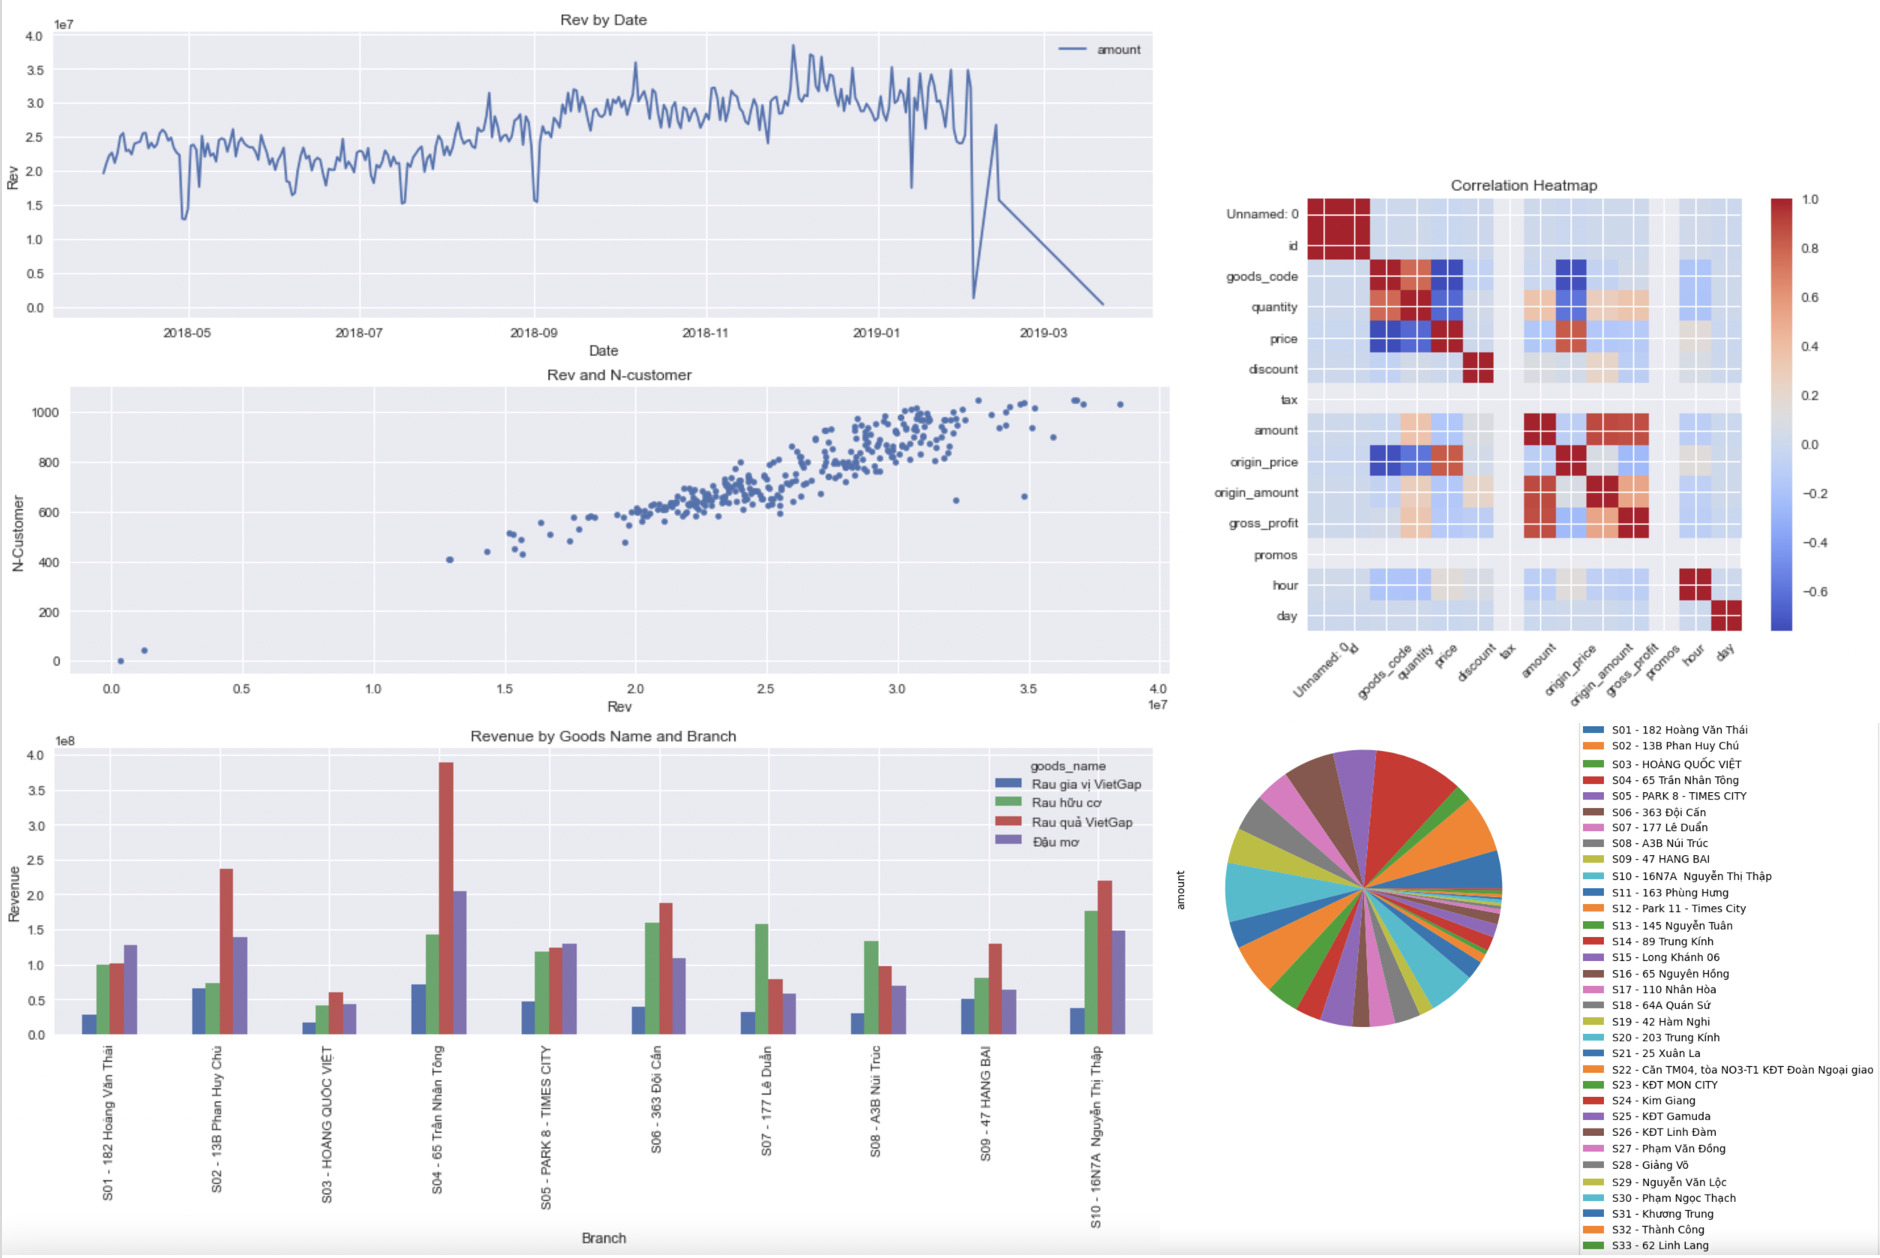 Rev by Date
1e7
4.0
3.5
3.0
2.5
2.0
1.5
1.0
0.5
0.0
Rev
amount
2018-05 2018-07 2018-09 2018-11 2019-01 2019-03
Date
Rev and N-customer
1000
800
600
400
200
0
N-Customer
0.0 0.5 1.0 1.5 2.0 2.5 3.0 3.5 4.0
1e7
Rev
Revenue by Goods Name and Branch
1e8
4.0
3.5
3.0
2.5
2.0
1.5
1.0
0.5
0.0
Revenue
goods_name
Rau gia vị VietGap
Rau hữu cơ
Rau quả VietGap
Đậu mơ
S01 - 182 Hoàng Văn Thái
S02 - 13B Phan Huy Chú
S03 - HOÀNG QUỐC VIỆT
S04 - 65 Trần Nhân Tông
S05 - PARK 8 - TIMES CITY
S06 - 363 Đội Cấn
S07 - 177 Lê Duẩn
S08 - A3B Núi Trúc
S09 - 47 HANG BAI
S10 - 16N7A  Nguyễn Thị Thập
Branch
Correlation Heatmap
Unnamed: 0
id
goods_code
quantity
price
discount
tax
amount
origin_price
origin_amount
gross_profit
promos
hour
day
Unnamed: 0
id
goods_code
quantity
price
discount
tax
amount
origin_price
origin_amount
gross_profit
promos
hour
day
1.0
0.8
0.6
0.4
0.2
0.0
−0.2
−0.4
−0.6
amount
S01 - 182 Hoàng Văn Thái
S02 - 13B Phan Huy Chú
S03 - HOÀNG QUỐC VIỆT
S04 - 65 Trần Nhân Tông
S05 - PARK 8 - TIMES CITY
S06 - 363 Đội Cấn
S07 - 177 Lê Duẩn
S08 - A3B Núi Trúc
S09 - 47 HANG BAI
S10 - 16N7A  Nguyễn Thị Thập
S11 - 163 Phùng Hưng
S12 - Park 11 - Times City
S13 - 145 Nguyễn Tuân
S14 - 89 Trung Kính
S15 - Long Khánh 06
S16 - 65 Nguyên Hồng
S17 - 110 Nhân Hòa
S18 - 64A Quán Sứ
S19 - 42 Hàm Nghi
S20 - 203 Trung Kính
S21 - 25 Xuân La
S22 - Căn TM04, tòa NO3-T1 KĐT Đoàn Ngoại giao
S23 - KĐT MON CITY
S24 - Kim Giang
S25 - KĐT Gamuda
S26 - KĐT Linh Đàm
S27 - Phạm Văn Đồng
S28 - Giảng Võ
S29 - Nguyễn Văn Lộc
S30 - Phạm Ngọc Thạch
S31 - Khương Trung
S32 - Thành Công
S33 - 62 Linh Lang